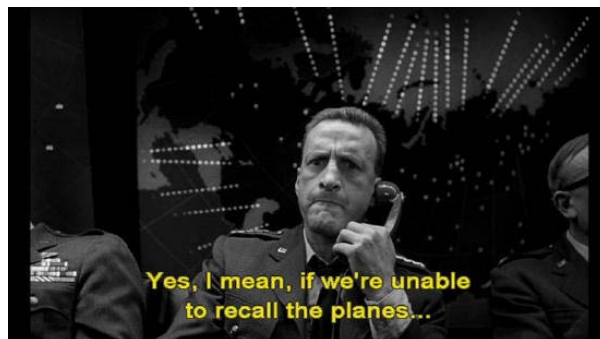 Yes, I mean, if we're unable
to recall the planes...